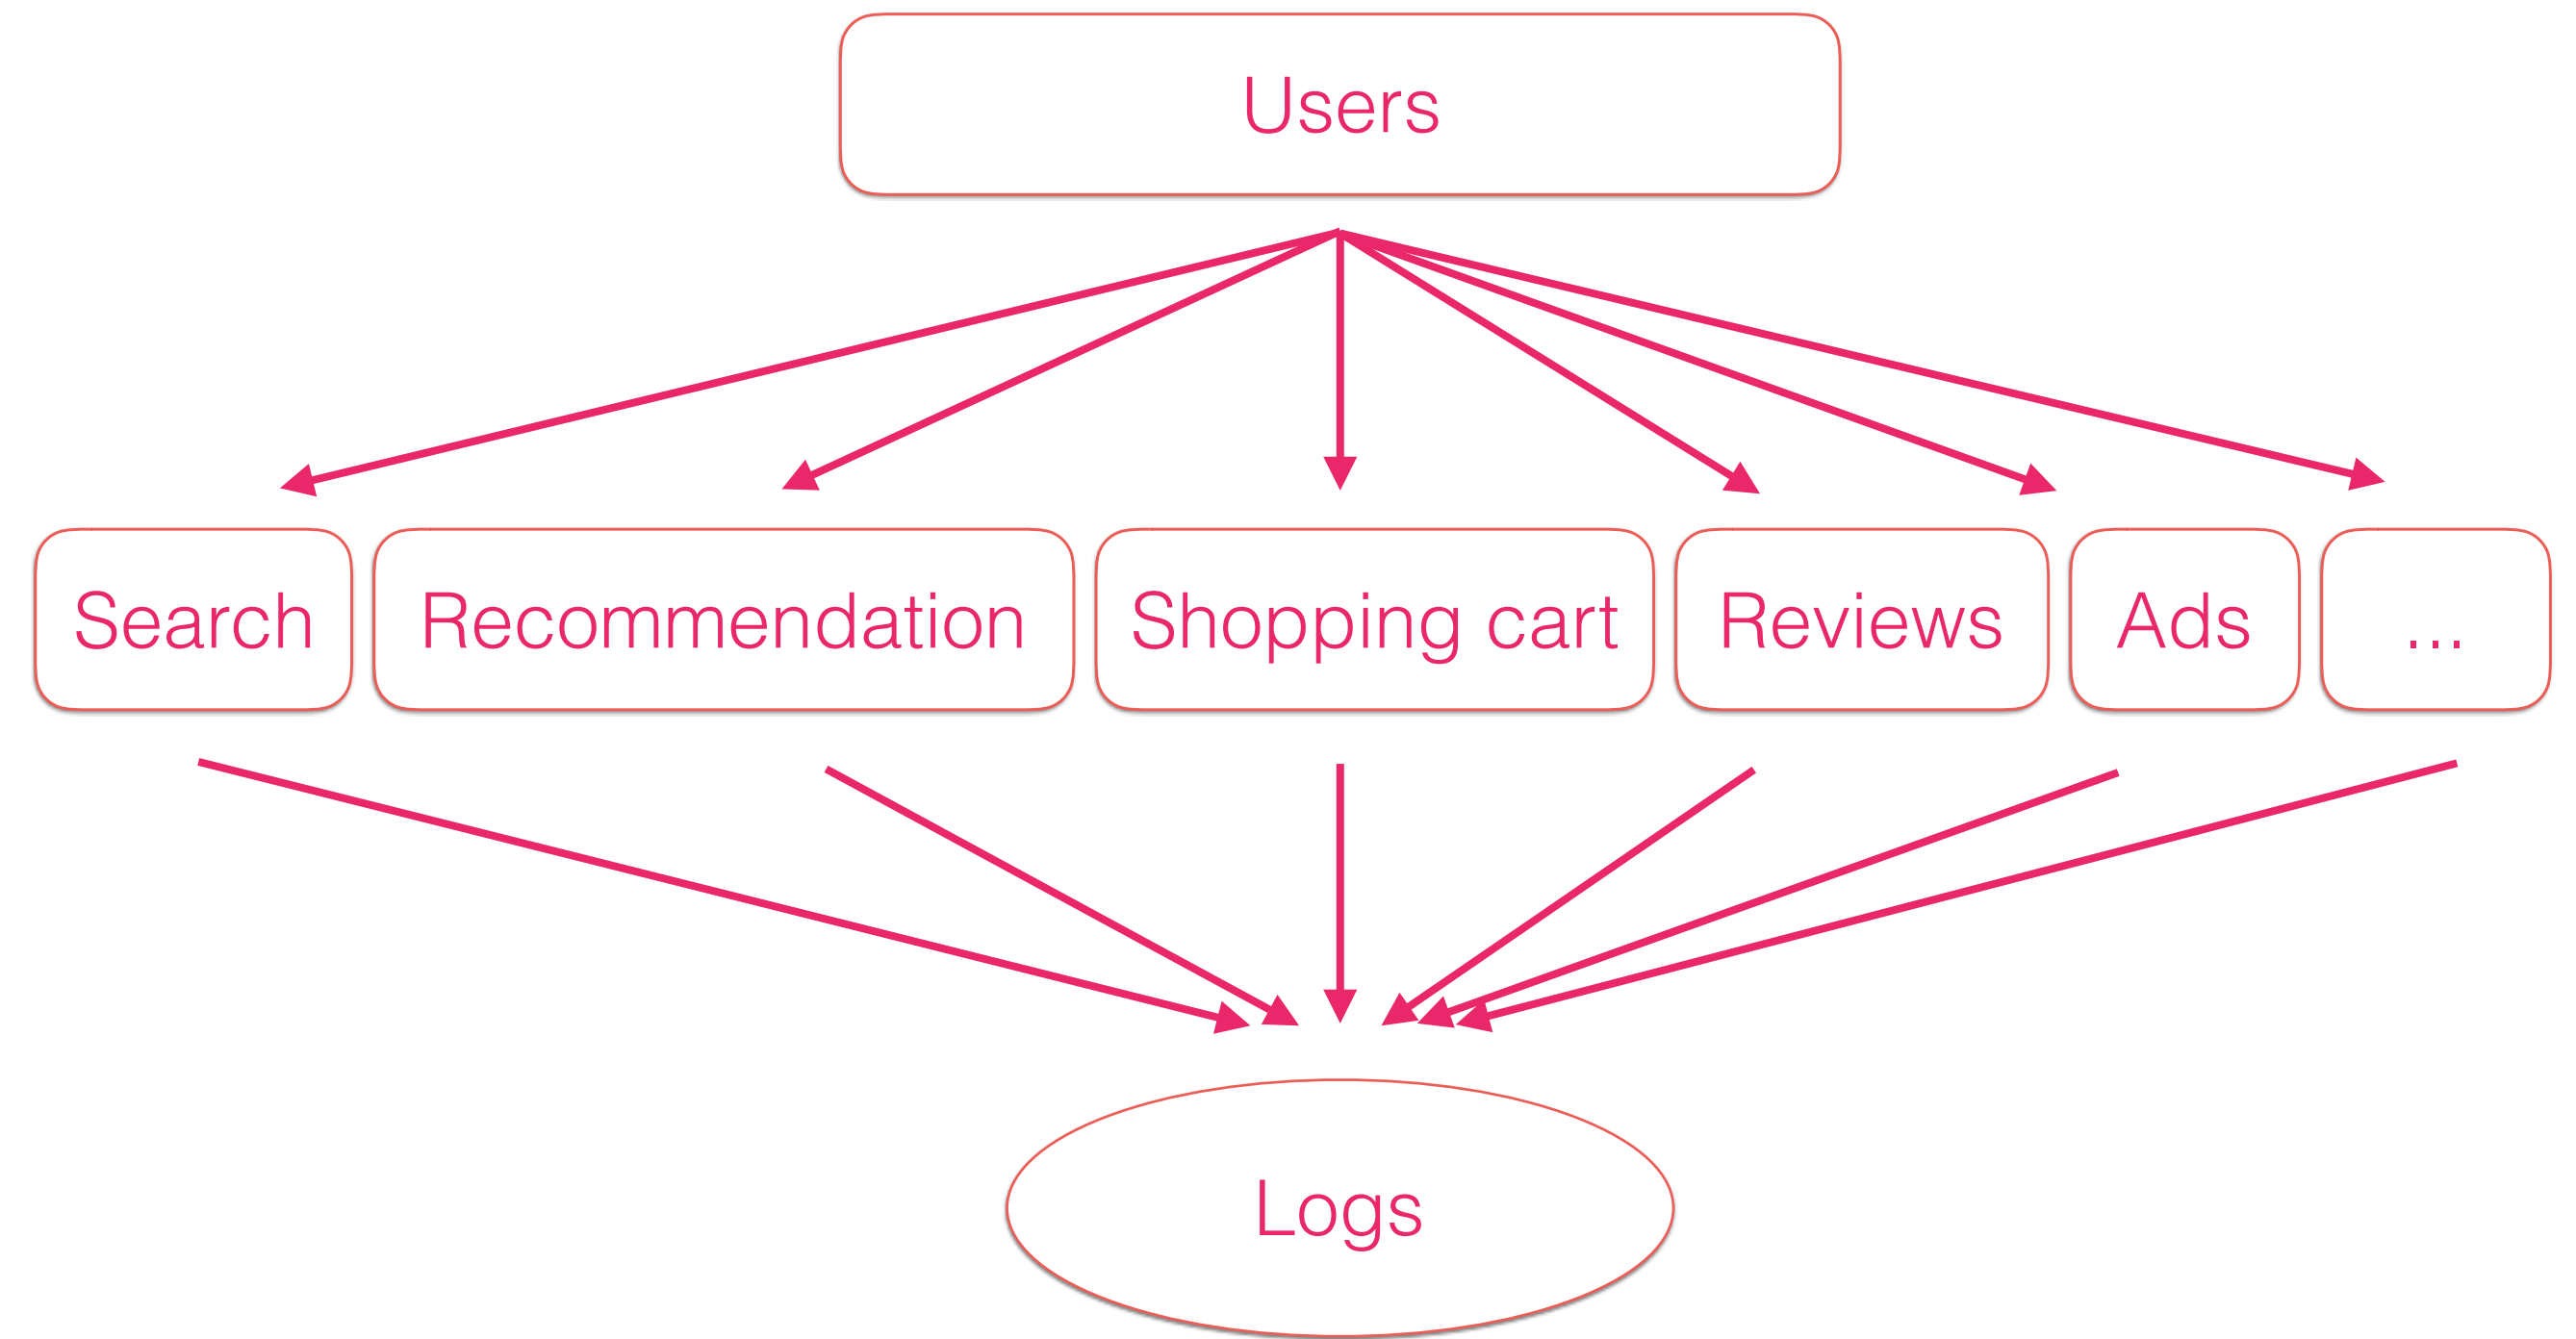 Users
Search
Recommendation
Shopping cart
Reviews
Ads
...
Logs